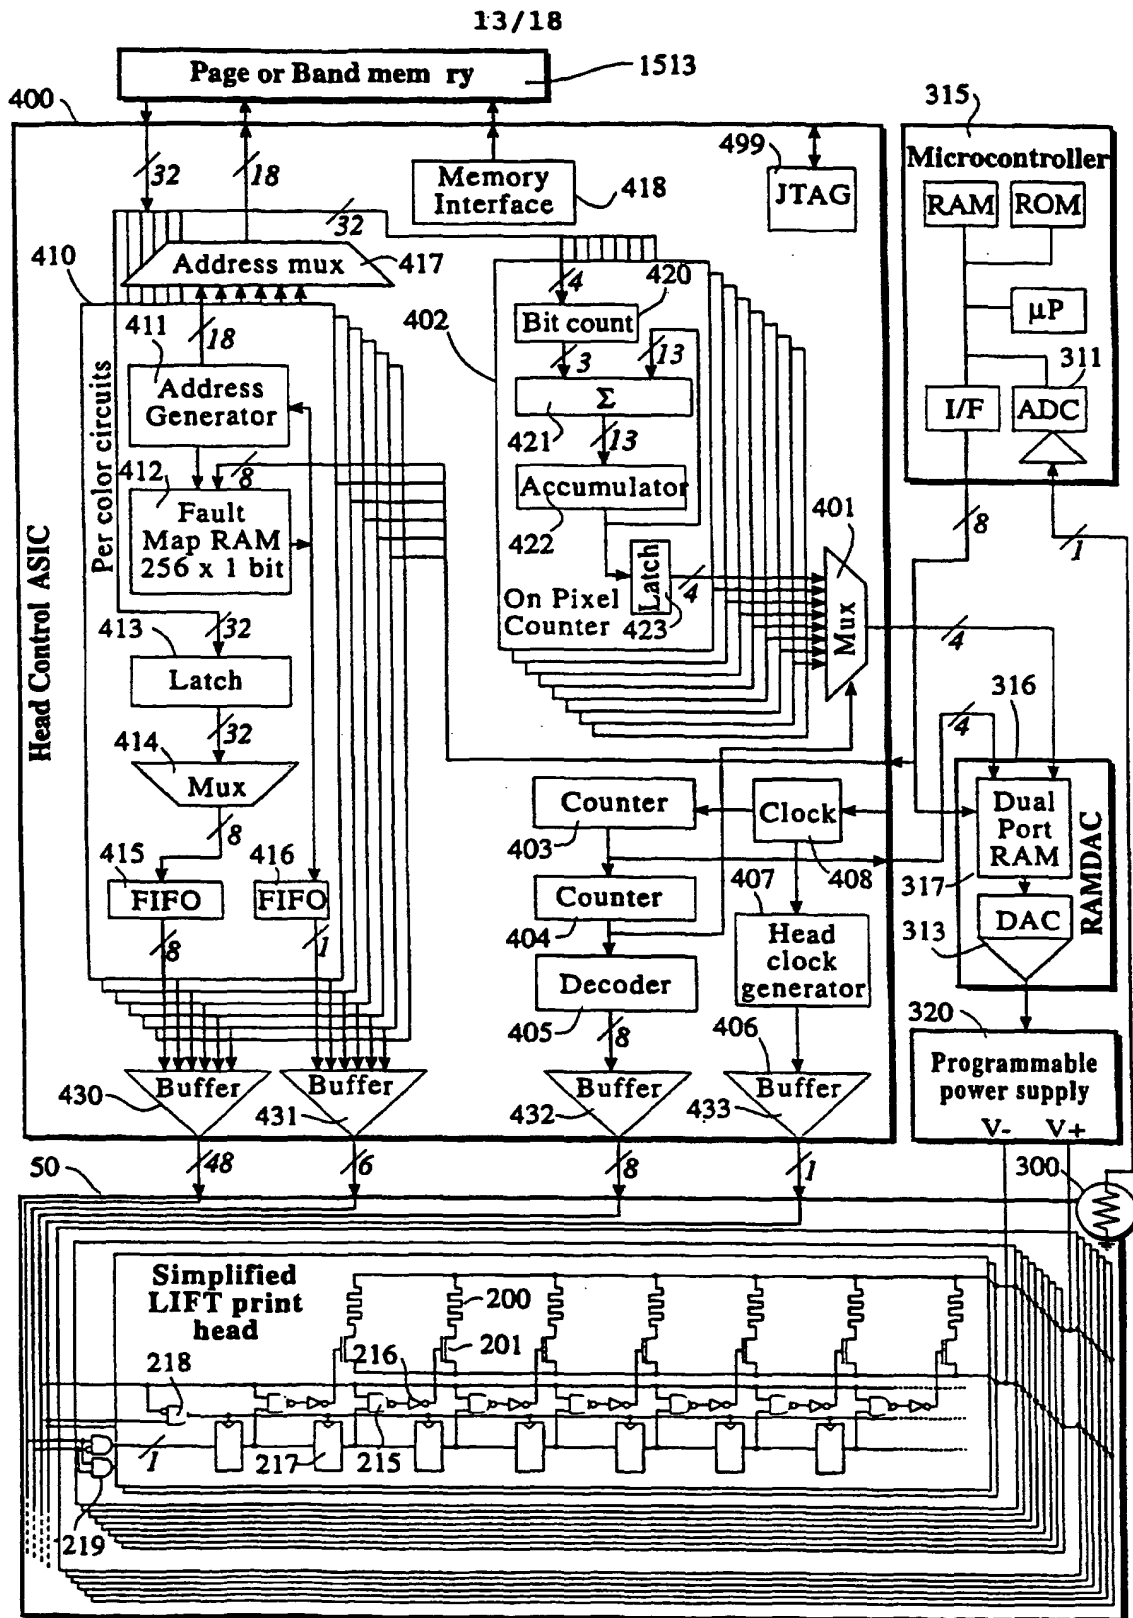 13/18
Page or Band mem ry
1513
400
32
18
Memory
Interface
418
499
JTAG
315
Microcontroller
RAM
ROM
µP
311
I/F
ADC
8
1
410
Address mux
417
32
Per color circuits
411
18
Address
Generator
412
8
Fault
Map RAM
256 x 1 bit
413
32
Latch
32
414
Mux
8
415
FIFO
416
FIFO
8
1
Head Control ASIC
402
4
420
Bit count
3
13
Σ
421
13
Accumulator
422
Latch
4
423
On Pixel
Counter
401
Mux
4
4
316
Dual
Port
RAM
317
DAC
313
RAMDAC
Counter
403
Clock
408
Counter
404
407
Head
clock
generator
Decoder
405
8
406
320
Programmable
power supply
V-
V+
Buffer
430
Buffer
431
Buffer
432
Buffer
433
48
6
8
1
50
300
Simplified
LIFT print
head
200
201
218
216
1
217
215
219